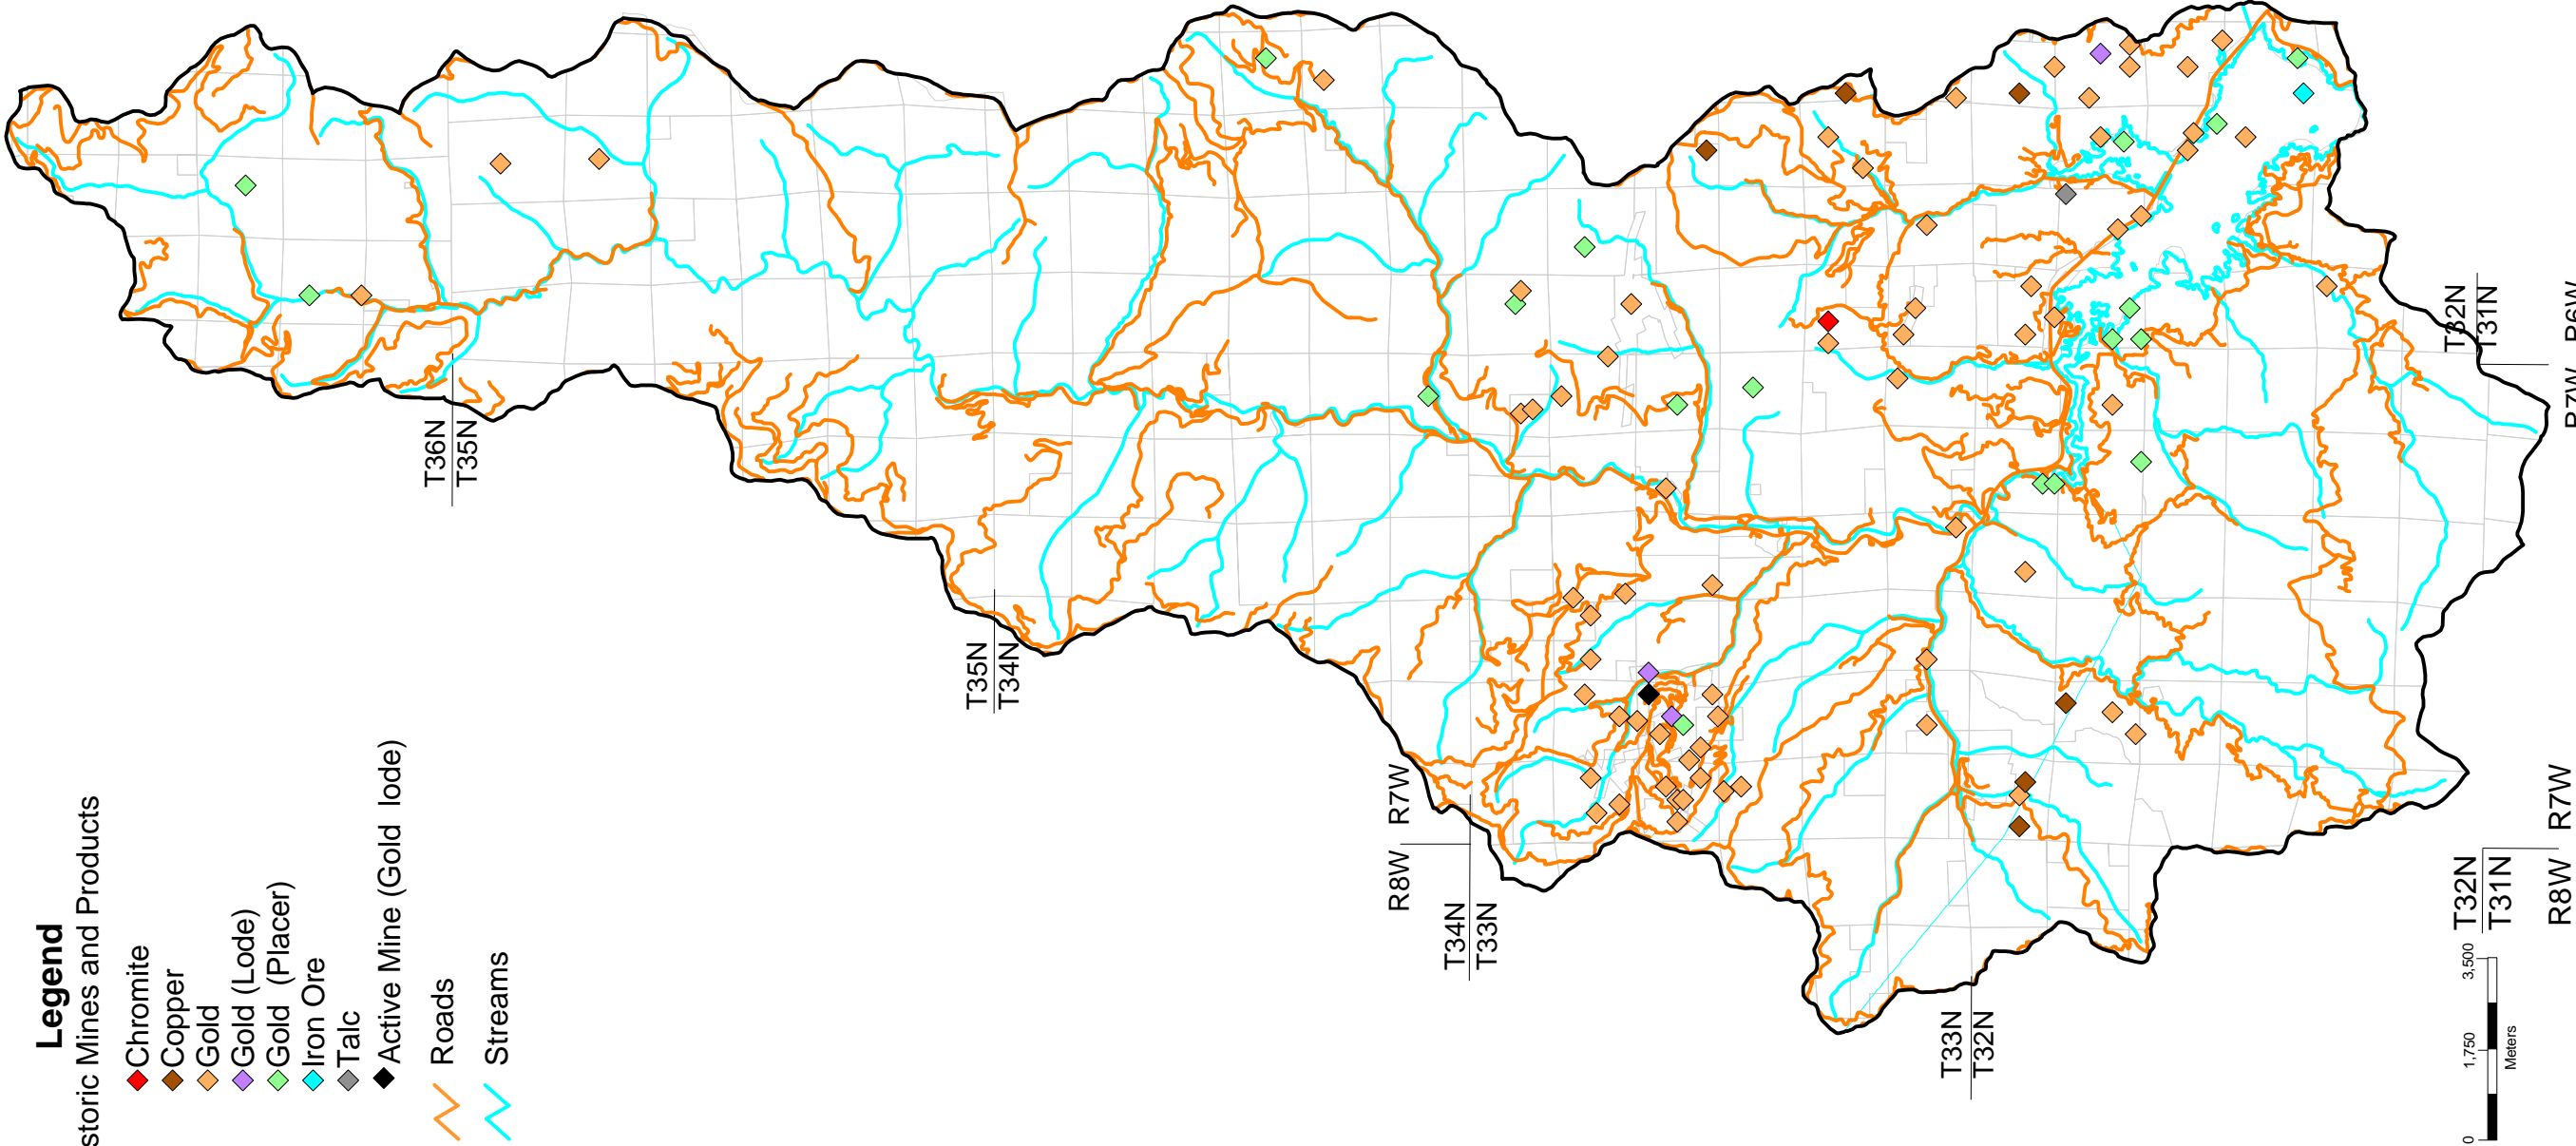 Legend
storic Mines and Products
Chromite
Copper
Gold
Gold (Lode)
Gold (Placer)
Iron Ore
Talc
Active Mine (Gold lode)
Roads
Streams
T36N
T35N
T35N
T34N
R7W
R8W
T34N
T33N
T33N
T32N
T32N
T31N
R6W
R7W
T32N
T31N
R7W
R8W
0 1,750 3,500
Meters